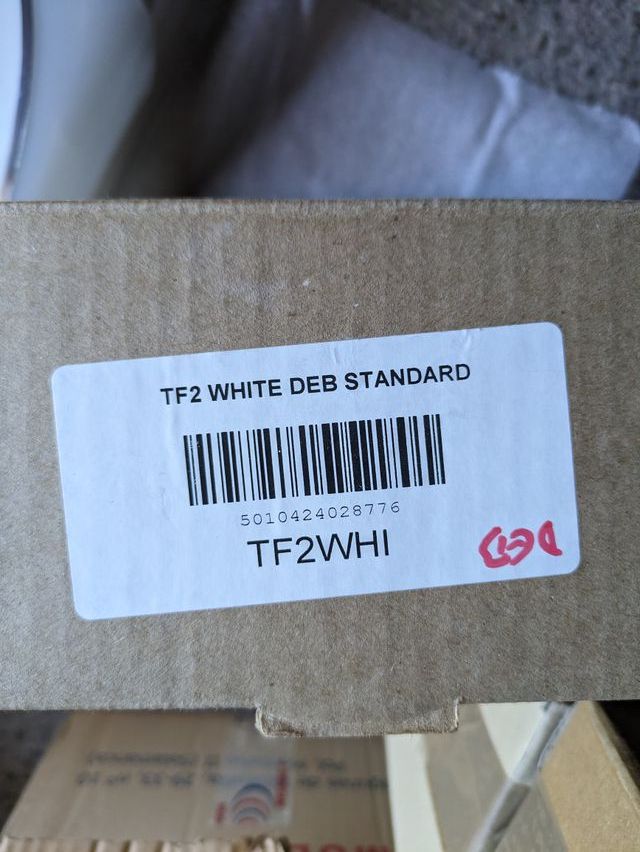 TF2 WHITE DEB STANDARD
5010424028776
TF2WHI
DEB